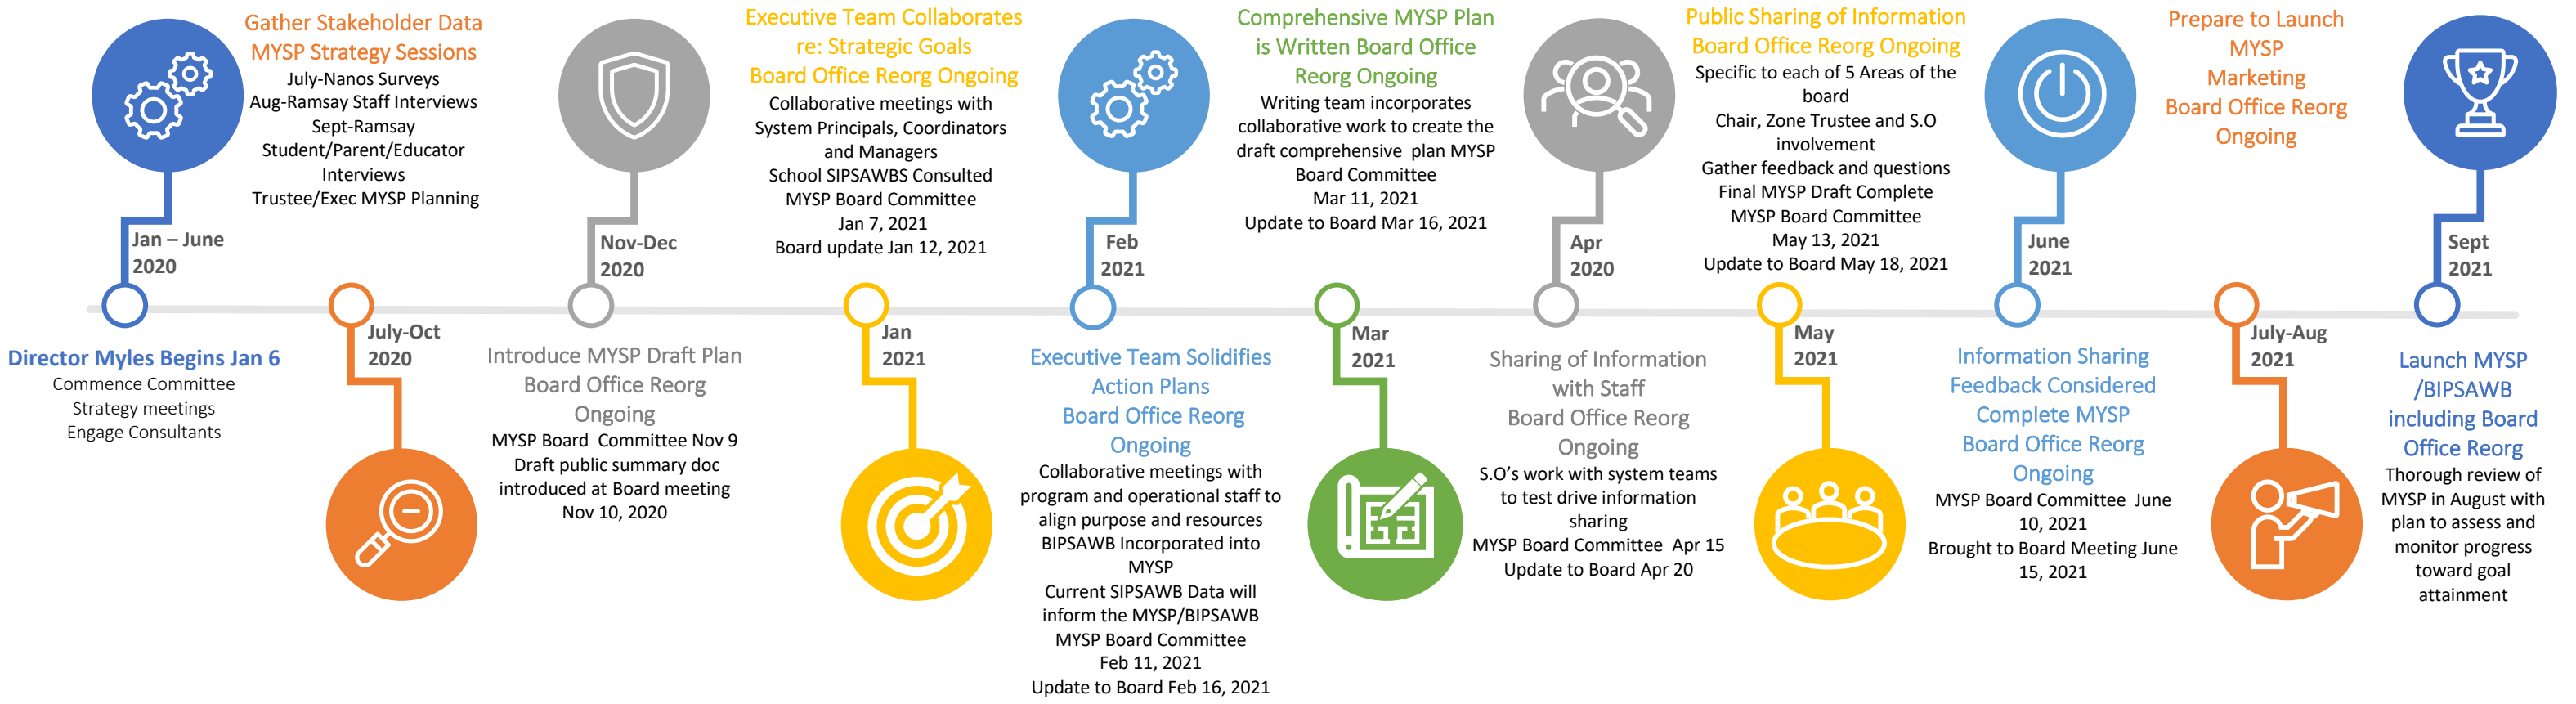 Jan – June
2020
Director Myles Begins Jan 6
Commence Committee
Strategy meetings
Engage Consultants
Gather Stakeholder Data
MYSP Strategy Sessions
July-Nanos Surveys
Aug-Ramsay Staff Interviews
Sept-Ramsay
Student/Parent/Educator
Interviews
Trustee/Exec MYSP Planning
July-Oct
2020
Nov-Dec
2020
Introduce MYSP Draft Plan
Board Office Reorg
Ongoing
MYSP Board  Committee Nov 9
Draft public summary doc
introduced at Board meeting
Nov 10, 2020
Executive Team Collaborates
re: Strategic Goals
Board Office Reorg Ongoing
Collaborative meetings with
System Principals, Coordinators
and Managers
School SIPSAWBS Consulted
MYSP Board Committee
Jan 7, 2021
Board update Jan 12, 2021
Jan
2021
Feb
2021
Executive Team Solidifies
Action Plans
Board Office Reorg
Ongoing
Collaborative meetings with
program and operational staff to
align purpose and resources
BIPSAWB Incorporated into
MYSP
Current SIPSAWB Data will
inform the MYSP/BIPSAWB
MYSP Board Committee
Feb 11, 2021
Update to Board Feb 16, 2021
Comprehensive MYSP Plan
is Written Board Office
Reorg Ongoing
Writing team incorporates
collaborative work to create the
draft comprehensive  plan MYSP
Board Committee
Mar 11, 2021
Update to Board Mar 16, 2021
Mar
2021
Apr
2020
Sharing of Information
with Staff
Board Office Reorg
Ongoing
S.O's work with system teams
to test drive information
sharing
MYSP Board Committee  Apr 15
Update to Board Apr 20
Public Sharing of Information
Board Office Reorg Ongoing
Specific to each of 5 Areas of the
board
Chair, Zone Trustee and S.O
involvement
Gather feedback and questions
Final MYSP Draft Complete
MYSP Board Committee
May 13, 2021
Update to Board May 18, 2021
May
2021
June
2021
Information Sharing
Feedback Considered
Complete MYSP
Board Office Reorg
Ongoing
MYSP Board Committee  June
10, 2021
Brought to Board Meeting June
15, 2021
Prepare to Launch
MYSP
Marketing
Board Office Reorg
Ongoing
July-Aug
2021
Sept
2021
Launch MYSP
/BIPSAWB
including Board
Office Reorg
Thorough review of
MYSP in August with
plan to assess and
monitor progress
toward goal
attainment